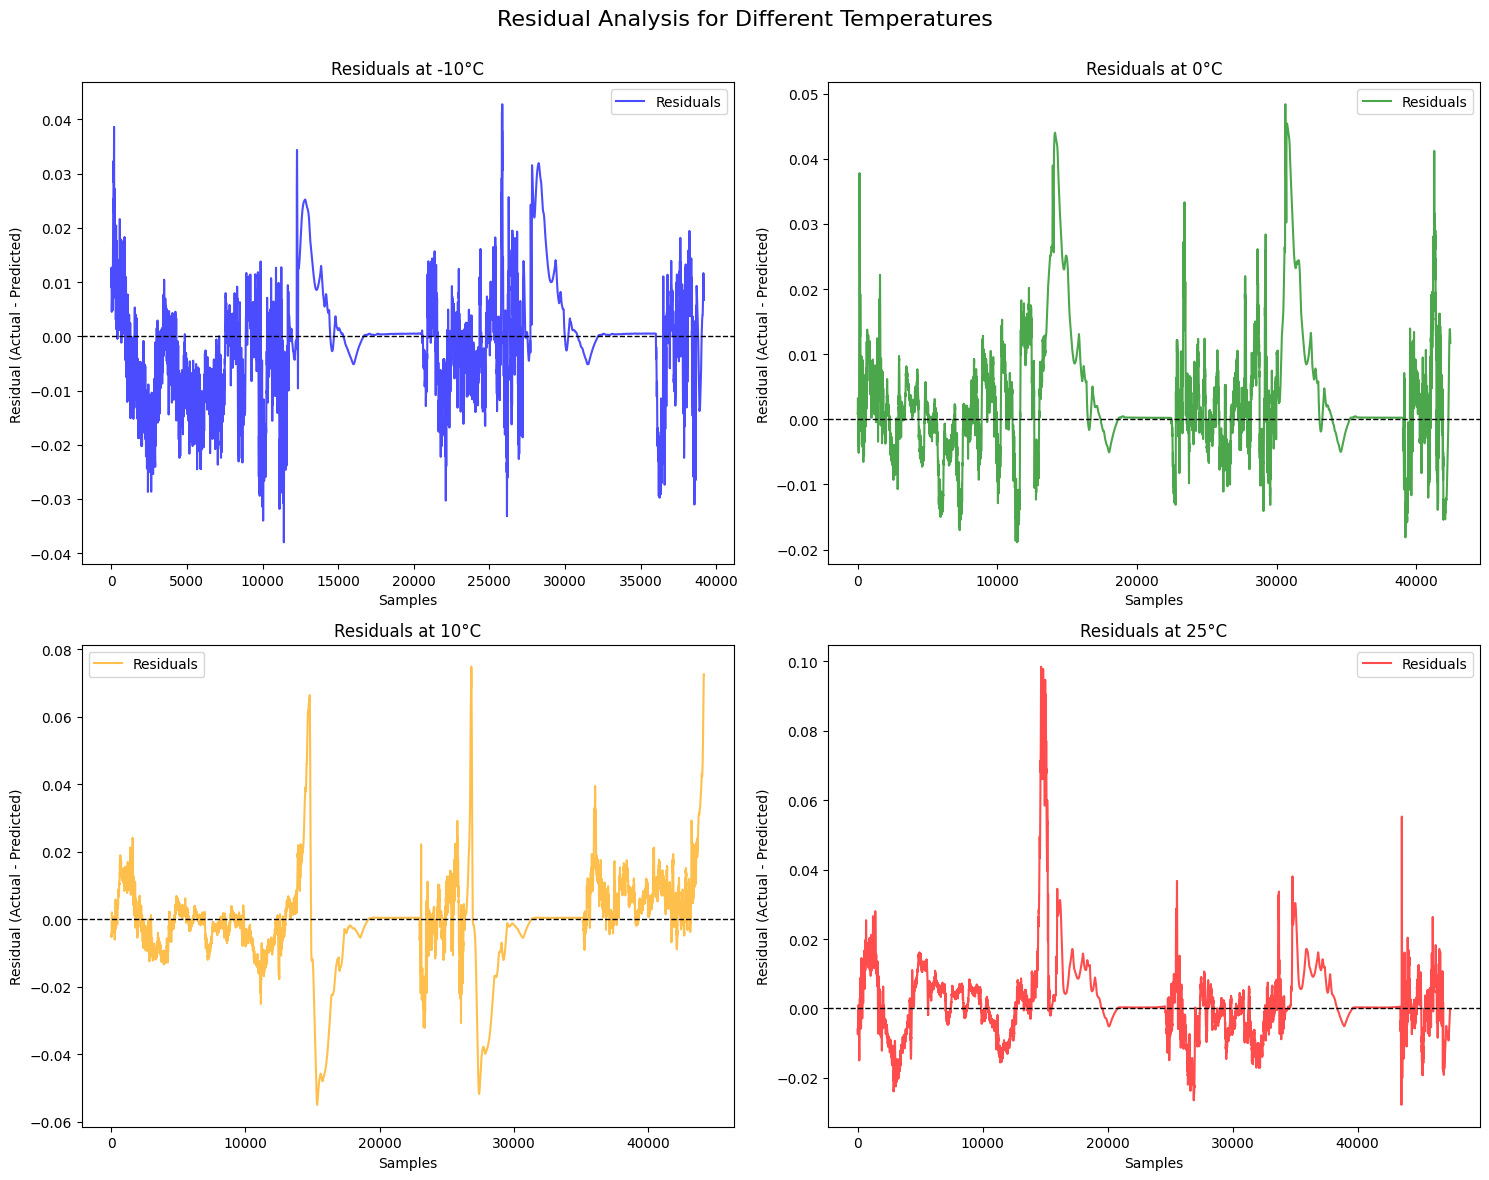 Residual Analysis for Different Temperatures
Residuals at -10°C
Residuals
Residual (Actual - Predicted)
0.04
0.03
0.02
0.01
0.00
−0.01
−0.02
−0.03
−0.04
0 5000 10000 15000 20000 25000 30000 35000 40000
Samples
Residuals at 0°C
Residuals
Residual (Actual - Predicted)
0.05
0.04
0.03
0.02
0.01
0.00
−0.01
−0.02
0 10000 20000 30000 40000
Samples
Residuals at 10°C
Residuals
Residual (Actual - Predicted)
0.08
0.06
0.04
0.02
0.00
−0.02
−0.04
−0.06
0 10000 20000 30000 40000
Samples
Residuals at 25°C
Residuals
Residual (Actual - Predicted)
0.10
0.08
0.06
0.04
0.02
0.00
−0.02
0 10000 20000 30000 40000
Samples